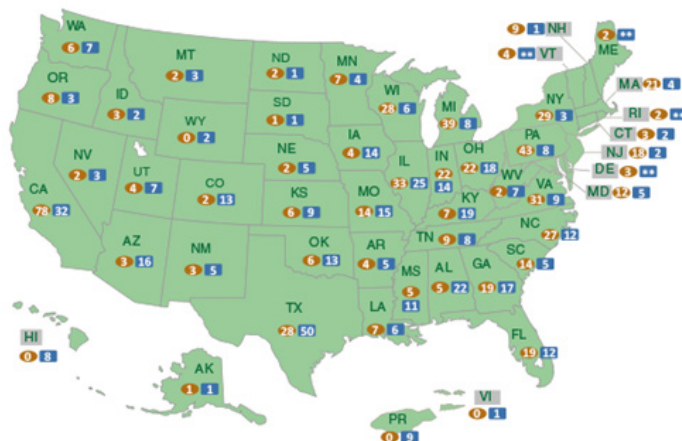 WA
6 7
OR
8 3
CA
78 32
NV
2 3
ID
3 2
MT
2 3
WY
0 2
UT
4 7
AZ
3 16
CO
2 13
NM
3 5
ND
2 1
SD
1 1
NE
2 5
KS
6 9
OK
6 13
TX
28 50
MN
7 4
IA
4 14
MO
14 15
AR
4 5
LA
7 6
WI
28 6
IL
33 25
MI
39 8
IN
22
14
OH
22 18
KY
7 19
TN
9 8
MS
5
11
AL
5 22
GA
19 17
FL
19 12
SC
14 5
NC
27 12
VA
31 9
WV
2 7
PA
43 8
NY
29 3
9 1 NH
4 ** VT
ME
2 **
MA 21 4
RI 2
CT 3 2
NJ 18 2
DE 3 **
MD 12 5
HI
0 8
AK
1 1
PR
0 9
VI
0 1